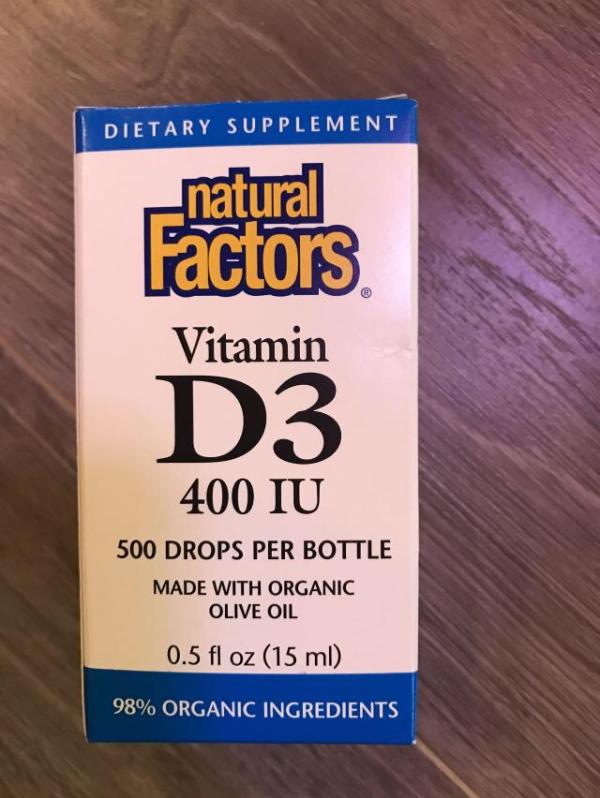 DIETARY SUPPLEMENT
natural
Factors®
Vitamin
D3
400 IU
500 DROPS PER BOTTLE
MADE WITH ORGANIC
OLIVE OIL
0.5 fl oz (15 ml)
98% ORGANIC INGREDIENTS